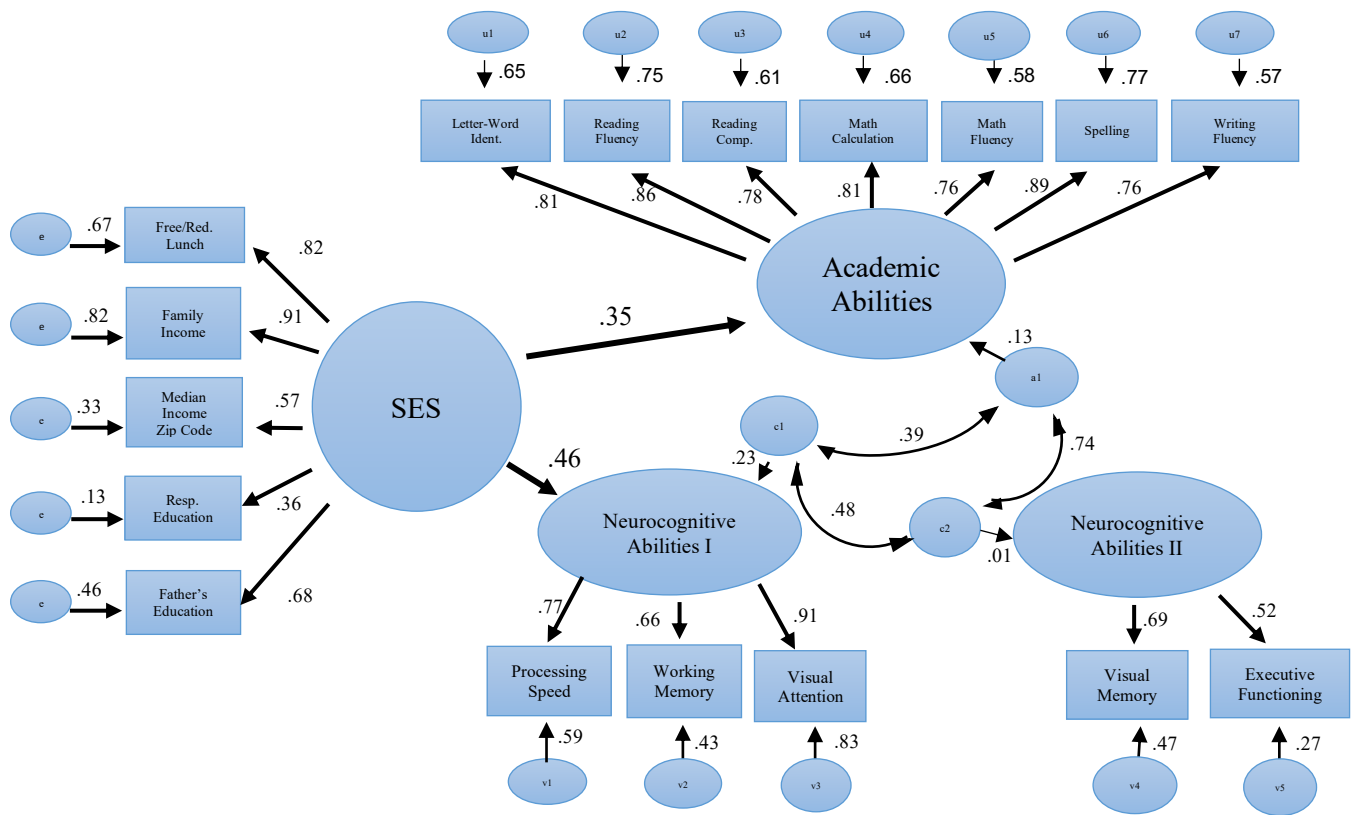 u1
u2
u3
u4
u5
u6
u7
.65
.75
.61
.66
.58
.77
.57
Letter-Word
Ident.
Reading
Fluency
Reading
Comp.
Math
Calculation
Math
Fluency
Spelling
Writing
Fluency
.81
.86
.78
.81
.76
.89
.76
Academic
Abilities
e
.67
Free/Red.
Lunch
.82
e
.82
Family
Income
.91
e
.33
Median
Income
Zip Code
.57
e
.13
Resp.
Education
.36
e
.46
Father's
Education
.68
SES
.35
.46
.13
a1
c1
.39
.74
.23
.48
c2
.01
Neurocognitive
Abilities I
Neurocognitive
Abilities II
.77
.66
.91
.69
.52
Processing
Speed
Working
Memory
Visual
Attention
Visual
Memory
Executive
Functioning
.59
.43
.83
.47
.27
v1
v2
v3
v4
v5